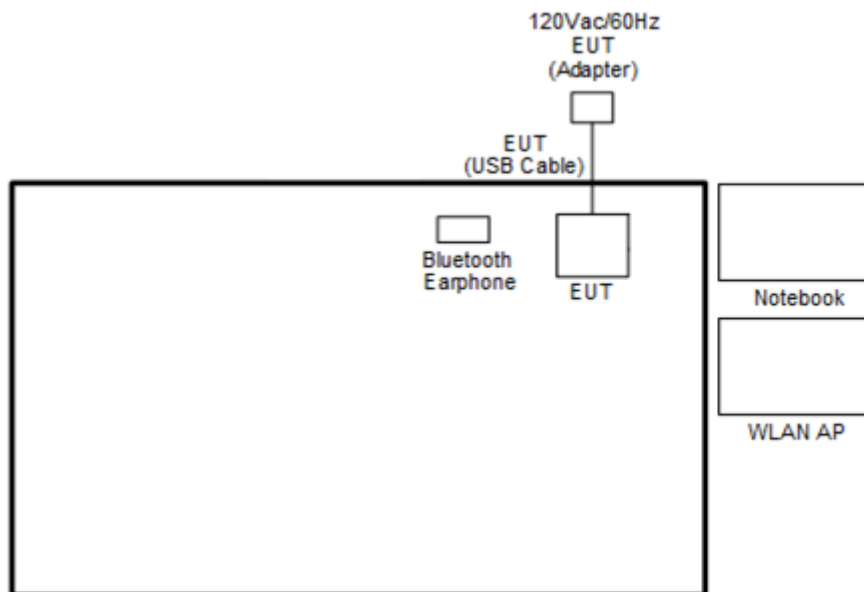 120Vac/60Hz
EUT
(Adapter)
EUT
(USB Cable)
Bluetooth
Earphone
EUT
Notebook
WLAN AP